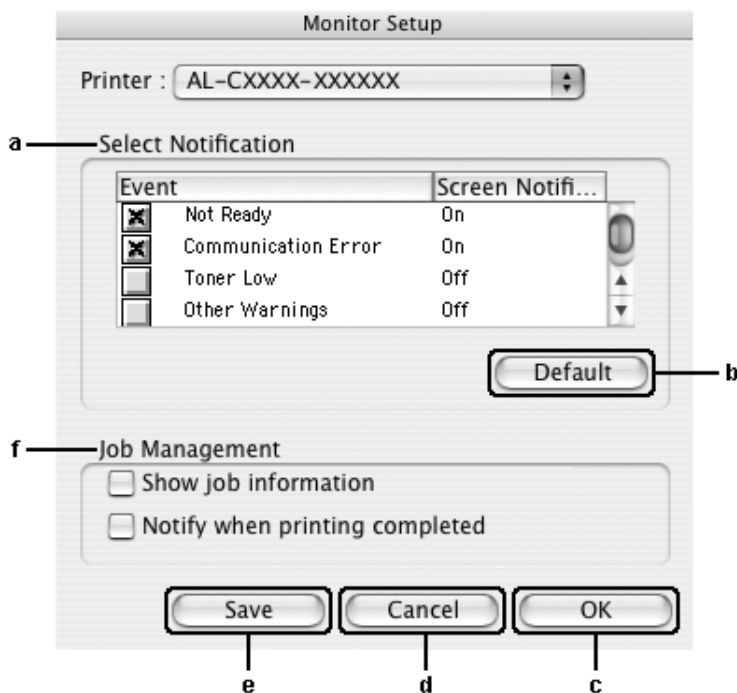 Monitor Setup
Printer : AL-CXXXX-XXXXXX
a Select Notification
Event Screen Notifi...
Not Ready On
Communication Error On
Toner Low Off
Other Warnings Off
Default b
f Job Management
Show job information
Notify when printing completed
Save Cancel OK
e d c